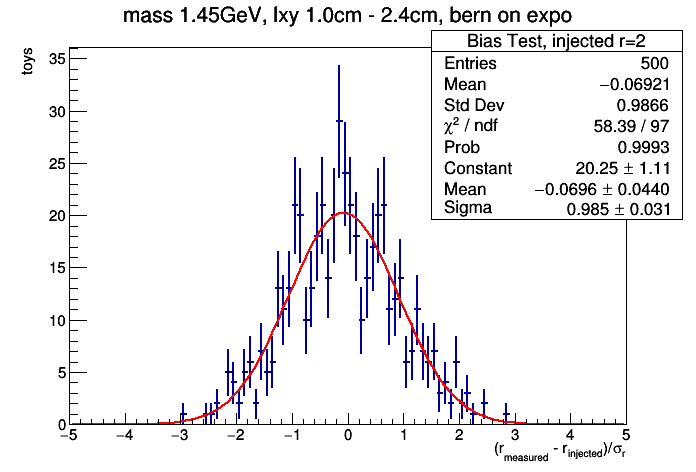 mass 1.45GeV, lxy 1.0cm - 2.4cm, bern on expo
Bias Test, injected r=2
Entries 500
Mean −0.06921
Std Dev 0.9866
χ² / ndf 58.39 / 97
Prob 0.9993
Constant 20.25 ± 1.11
Mean −0.0696 ± 0.0440
Sigma 0.985 ± 0.031
toys
35
30
25
20
15
10
5
0
−5 −4 −3 −2 −1 0 1 2 3 4 5
(r_measured - r_injected)/σ_r